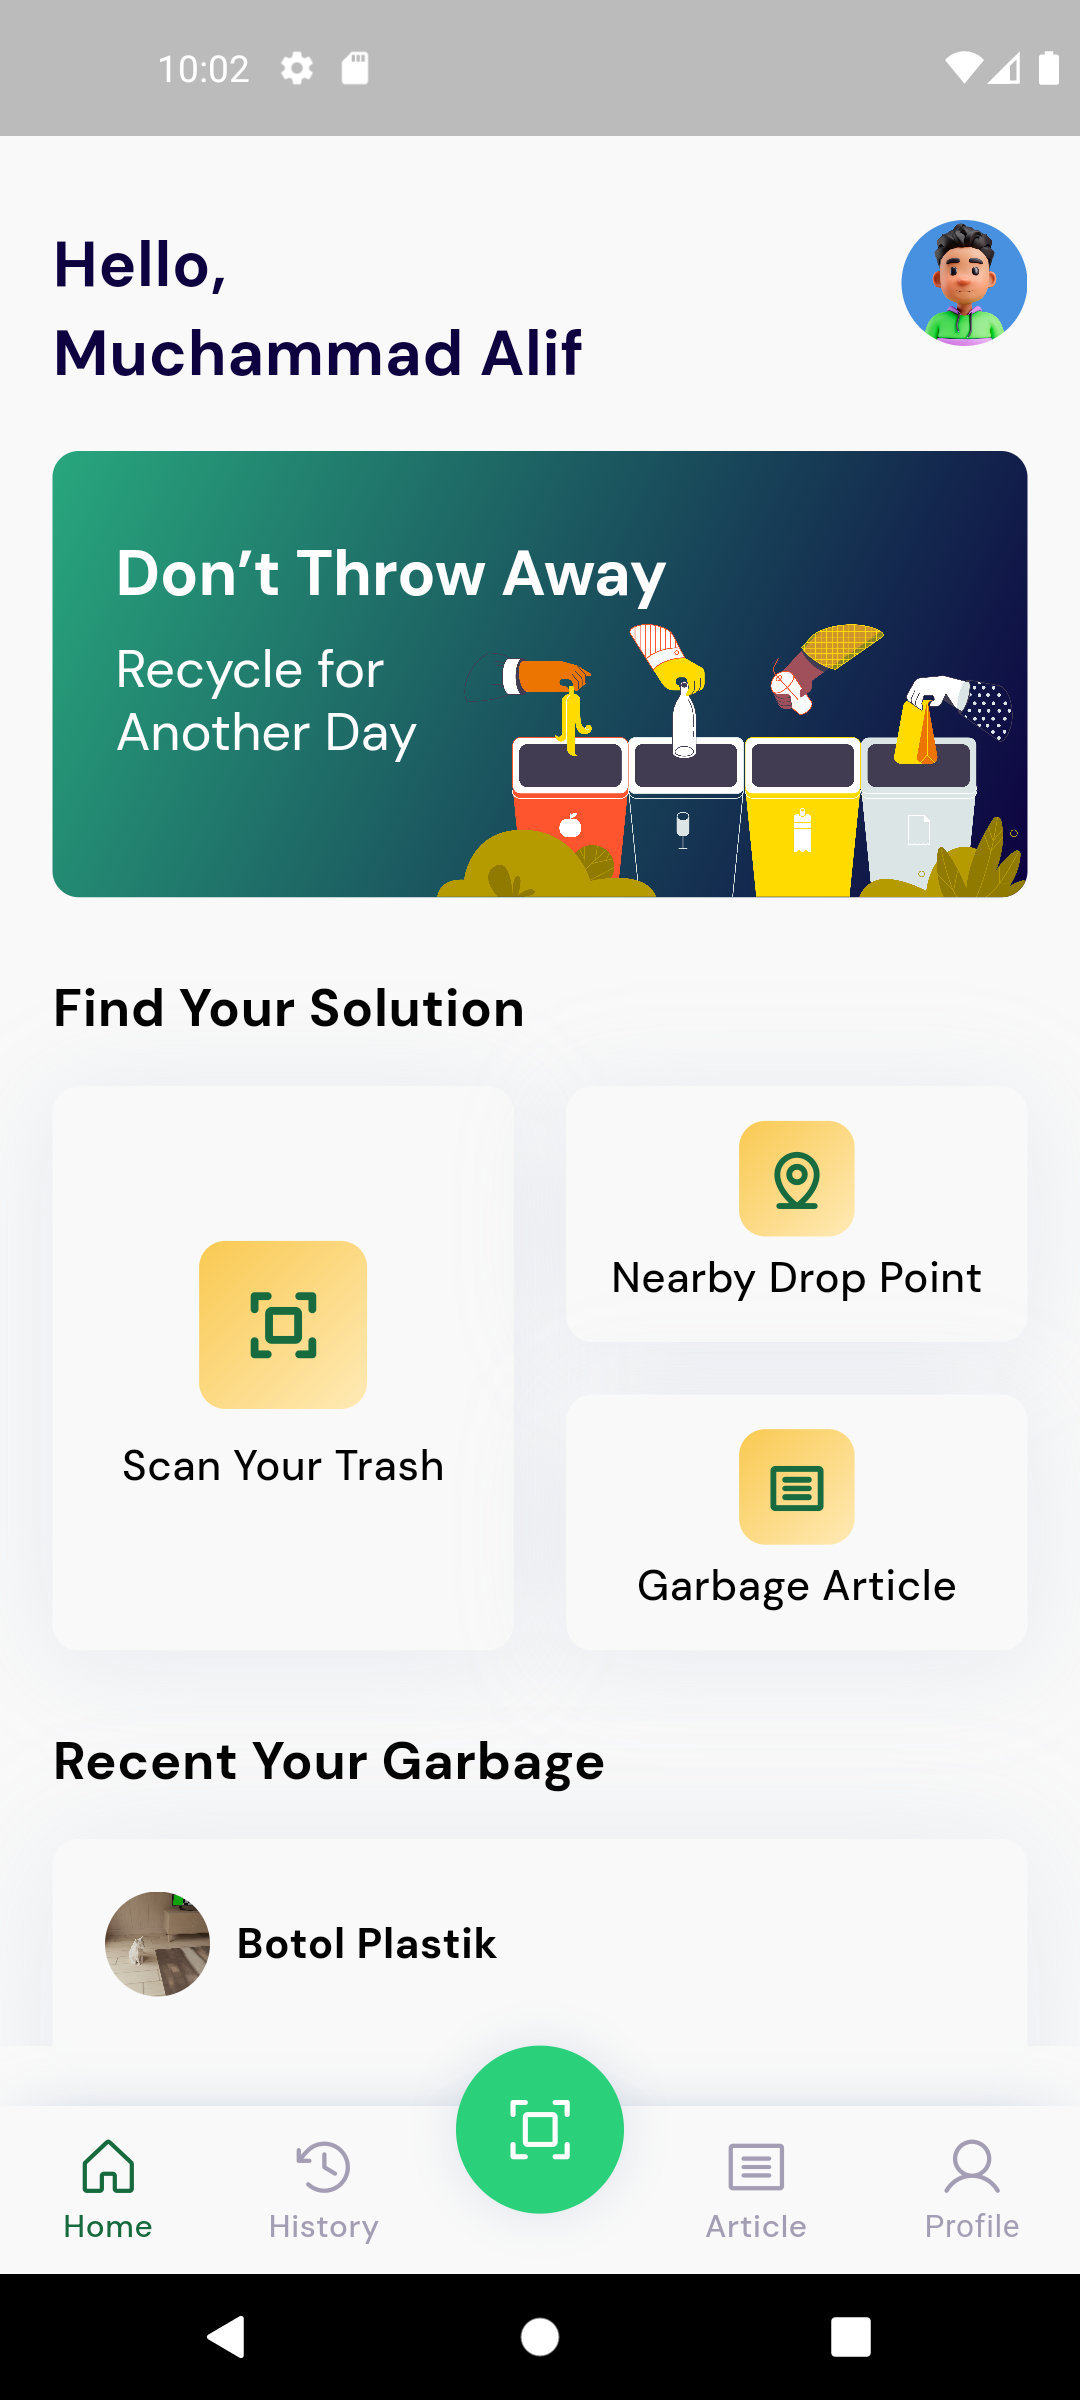 10:02
Hello,
Muchammad Alif
Don’t Throw Away
Recycle for
Another Day
Find Your Solution
Scan Your Trash
Nearby Drop Point
Garbage Article
Recent Your Garbage
Botol Plastik
Home
History
Article
Profile